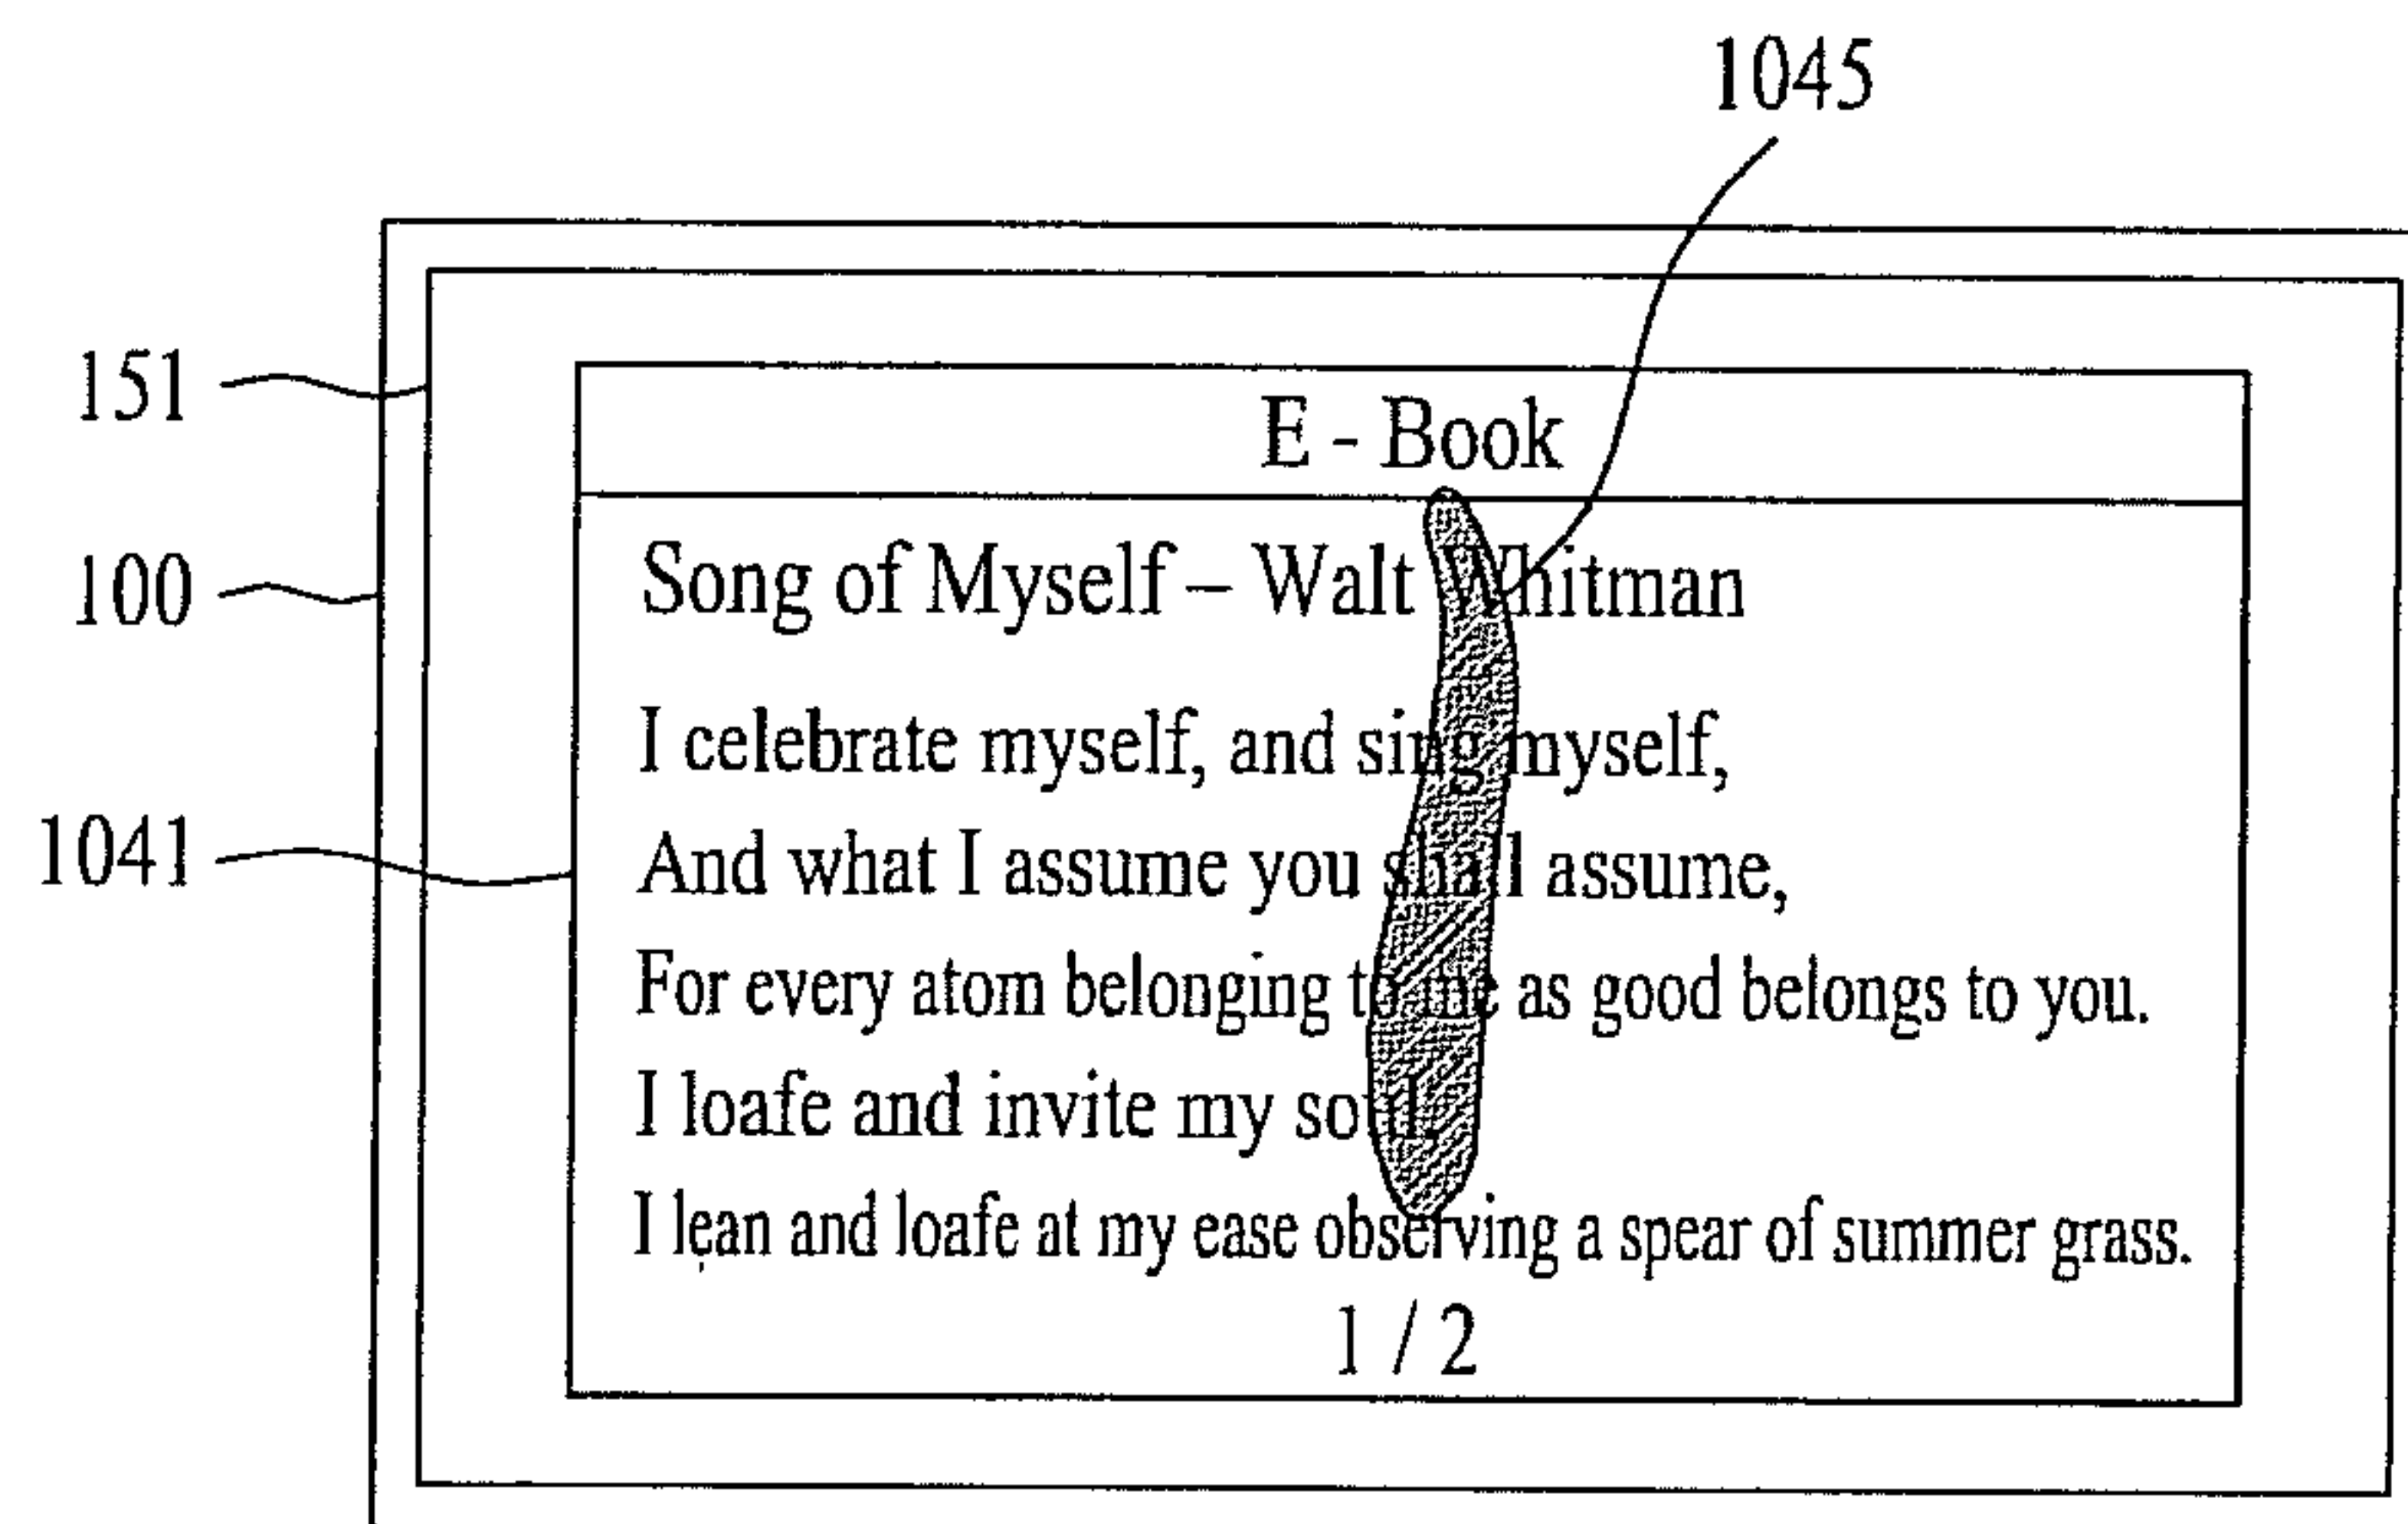 1045
151
E - Book
100
Song of Myself – Walt Whitman
I celebrate myself, and sing myself,
1041
And what I assume you shall assume,
For every atom belonging to me as good belongs to you.
I loafe and invite my soul.
I lean and loafe at my ease observing a spear of summer grass.
1 / 2